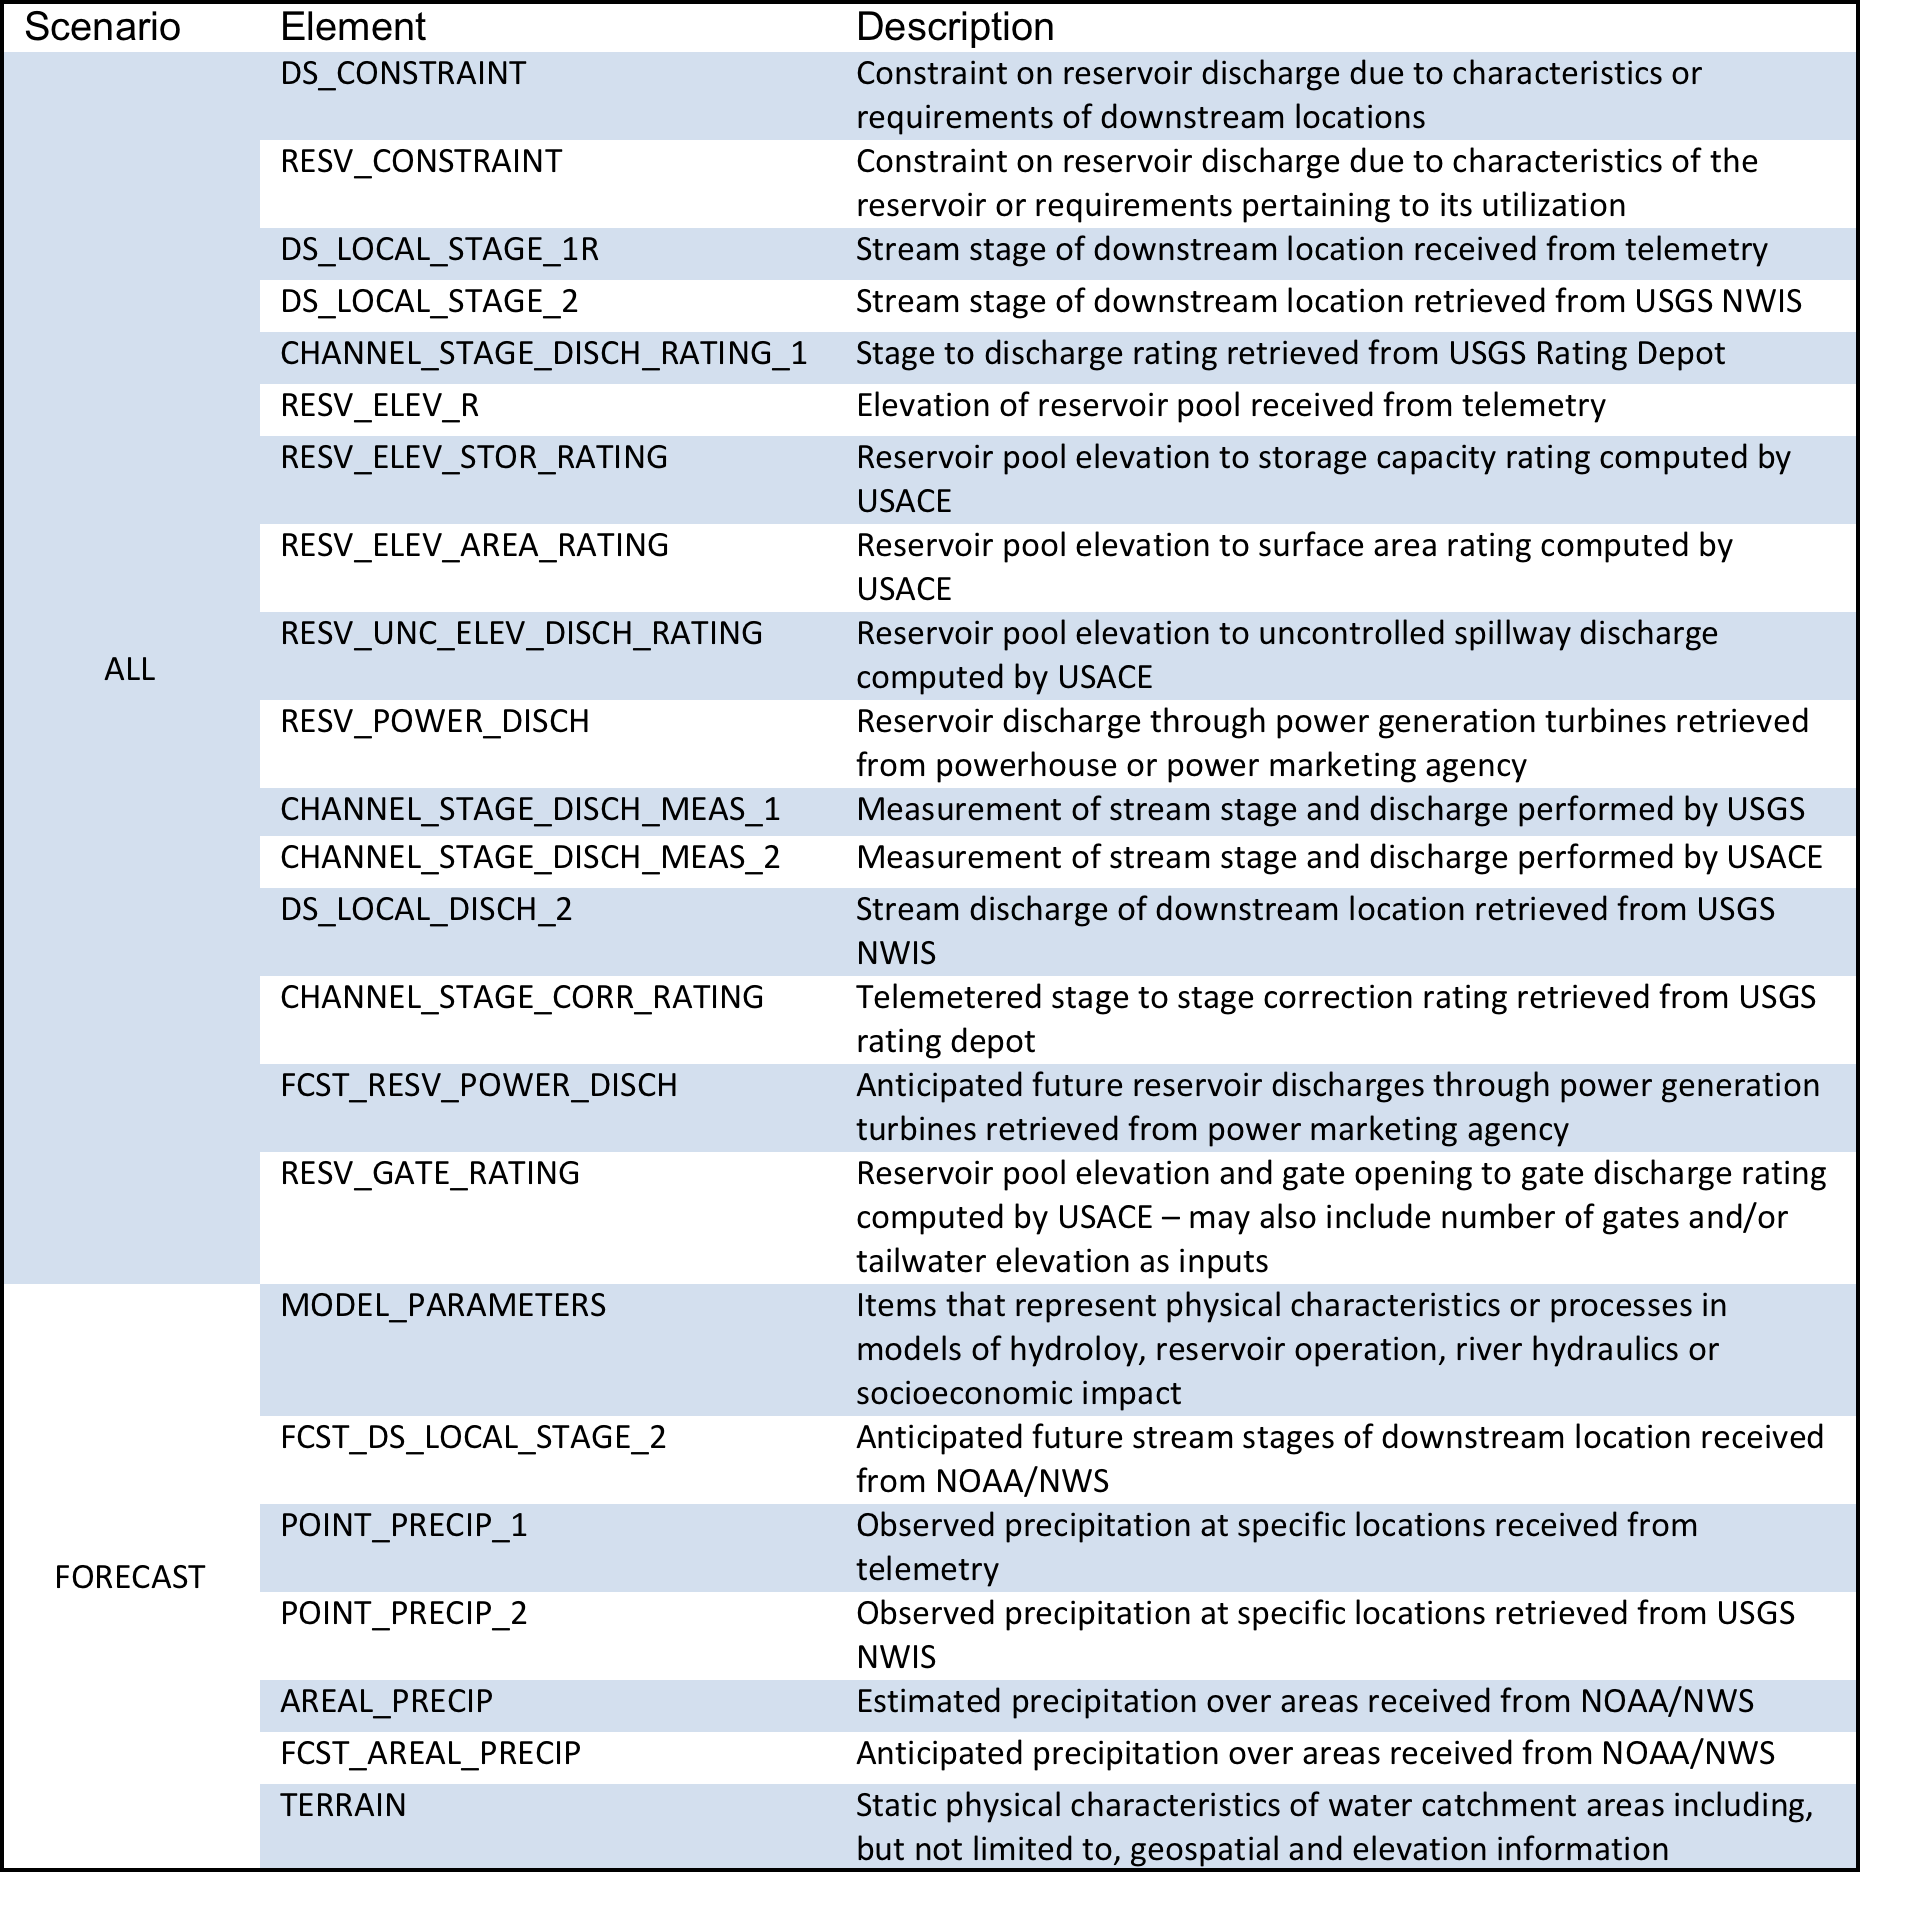 Scenario Element Description
DS_CONSTRAINT Constraint on reservoir discharge due to characteristics or
requirements of downstream locations
RESV_CONSTRAINT Constraint on reservoir discharge due to characteristics of the
reservoir or requirements pertaining to its utilization
DS_LOCAL_STAGE_1R Stream stage of downstream location received from telemetry
DS_LOCAL_STAGE_2 Stream stage of downstream location retrieved from USGS NWIS
CHANNEL_STAGE_DISCH_RATING_1 Stage to discharge rating retrieved from USGS Rating Depot
RESV_ELEV_R Elevation of reservoir pool received from telemetry
RESV_ELEV_STOR_RATING Reservoir pool elevation to storage capacity rating computed by
USACE
RESV_ELEV_AREA_RATING Reservoir pool elevation to surface area rating computed by
USACE
RESV_UNC_ELEV_DISCH_RATING Reservoir pool elevation to uncontrolled spillway discharge
ALL computed by USACE
RESV_POWER_DISCH Reservoir discharge through power generation turbines retrieved
from powerhouse or power marketing agency
CHANNEL_STAGE_DISCH_MEAS_1 Measurement of stream stage and discharge performed by USGS
CHANNEL_STAGE_DISCH_MEAS_2 Measurement of stream stage and discharge performed by USACE
DS_LOCAL_DISCH_2 Stream discharge of downstream location retrieved from USGS
NWIS
CHANNEL_STAGE_CORR_RATING Telemetered stage to stage correction rating retrieved from USGS
rating depot
FCST_RESV_POWER_DISCH Anticipated future reservoir discharges through power generation
turbines retrieved from power marketing agency
RESV_GATE_RATING Reservoir pool elevation and gate opening to gate discharge rating
computed by USACE – may also include number of gates and/or
tailwater elevation as inputs
MODEL_PARAMETERS Items that represent physical characteristics or processes in
models of hydroloy, reservoir operation, river hydraulics or
socioeconomic impact
FCST_DS_LOCAL_STAGE_2 Anticipated future stream stages of downstream location received
from NOAA/NWS
POINT_PRECIP_1 Observed precipitation at specific locations received from
FORECAST telemetry
POINT_PRECIP_2 Observed precipitation at specific locations retrieved from USGS
NWIS
AREAL_PRECIP Estimated precipitation over areas received from NOAA/NWS
FCST_AREAL_PRECIP Anticipated precipitation over areas received from NOAA/NWS
TERRAIN Static physical characteristics of water catchment areas including,
but not limited to, geospatial and elevation information